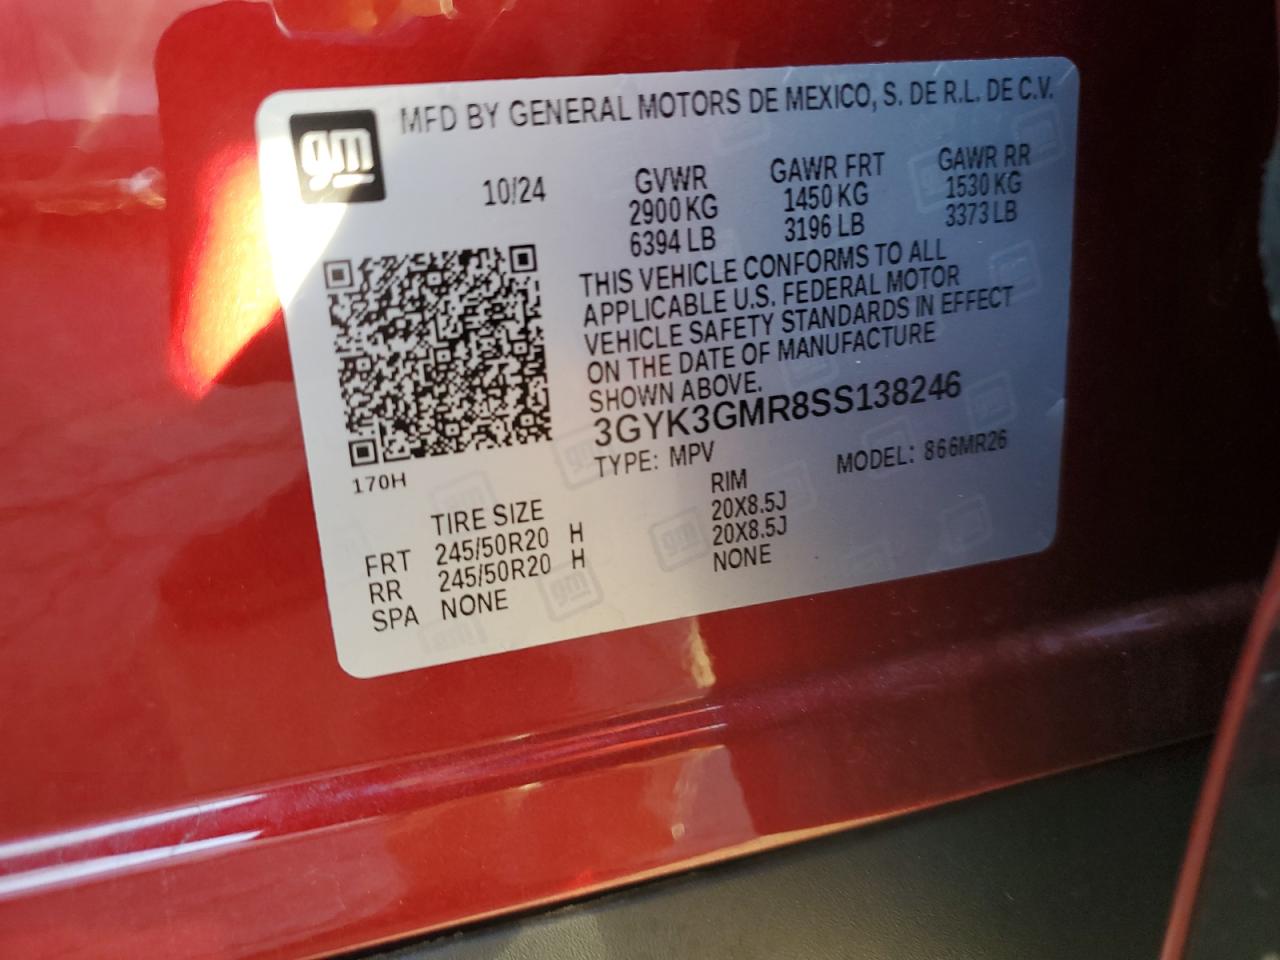 gm
MFD BY GENERAL MOTORS DE MEXICO, S. DE R.L. DE C.V.
10/24
GVWR
2900 KG
6394 LB
GAWR FRT
1450 KG
3196 LB
GAWR RR
1530 KG
3373 LB
THIS VEHICLE CONFORMS TO ALL
APPLICABLE U.S. FEDERAL MOTOR
VEHICLE SAFETY STANDARDS IN EFFECT
ON THE DATE OF MANUFACTURE
SHOWN ABOVE.
3GYK3GMR8SS138246
TYPE: MPV MODEL: 866MR26
170H
TIRE SIZE RIM
FRT 245/50R20 H 20X8.5J
RR 245/50R20 H 20X8.5J
SPA NONE NONE